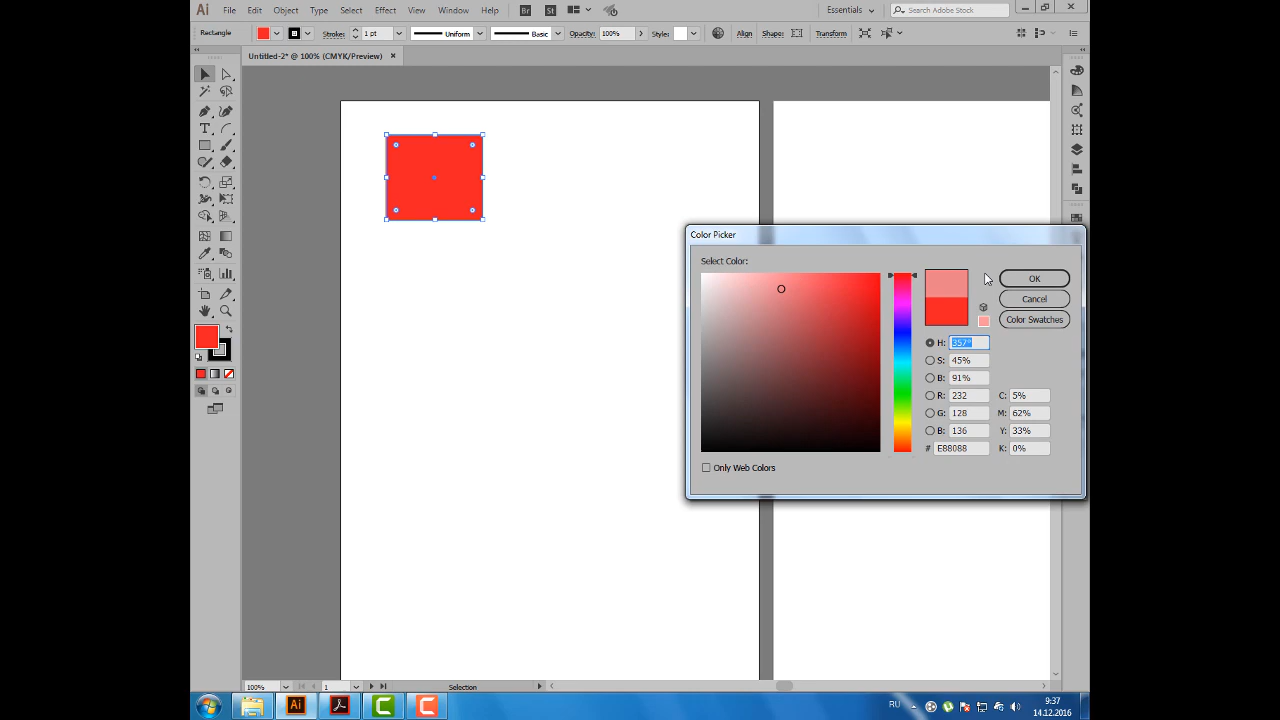 Ai File Edit Object Type Select Effect View Window Help Br St Essentials Search Adobe Stock
Rectangle Stroke: 1 pt Uniform Basic Opacity: 100% Style: Align Shape: Transform
Untitled-2* @ 100% (CMYK/Preview) ×
T
Color Picker
Select Color:
OK
Cancel
Color Swatches
H: 357°
S: 45%
B: 91%
R: 232 C: 5%
G: 128 M: 62%
B: 136 Y: 33%
# E88088 K: 0%
Only Web Colors
100% 1 Selection
Ai C C RU 9:37
14.12.2016